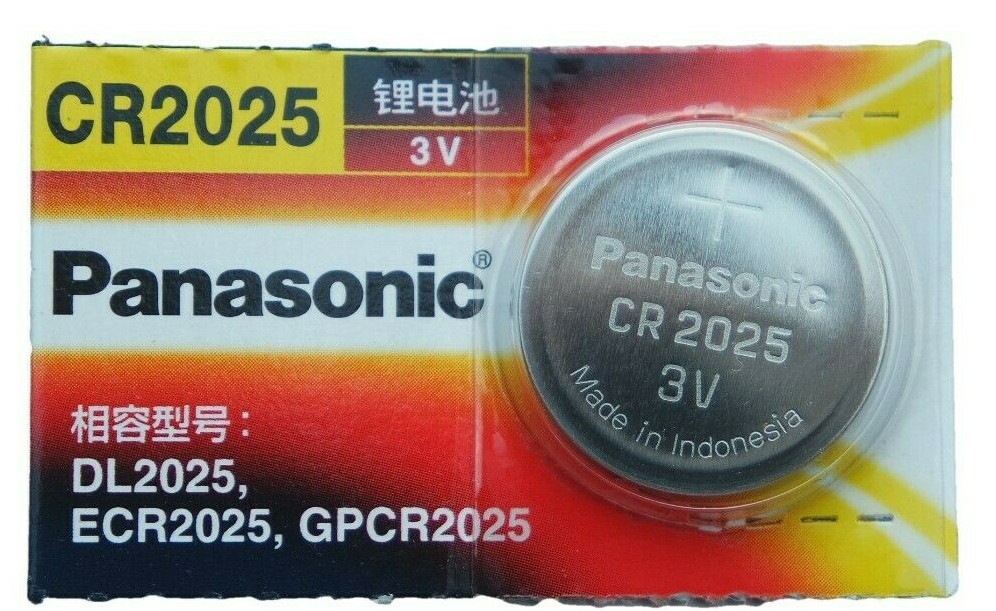 CR2025
锂电池
3V
Panasonic®
相容型号:
DL2025,
ECR2025, GPCR2025
+
Panasonic
CR 2025
3V
Made in Indonesia